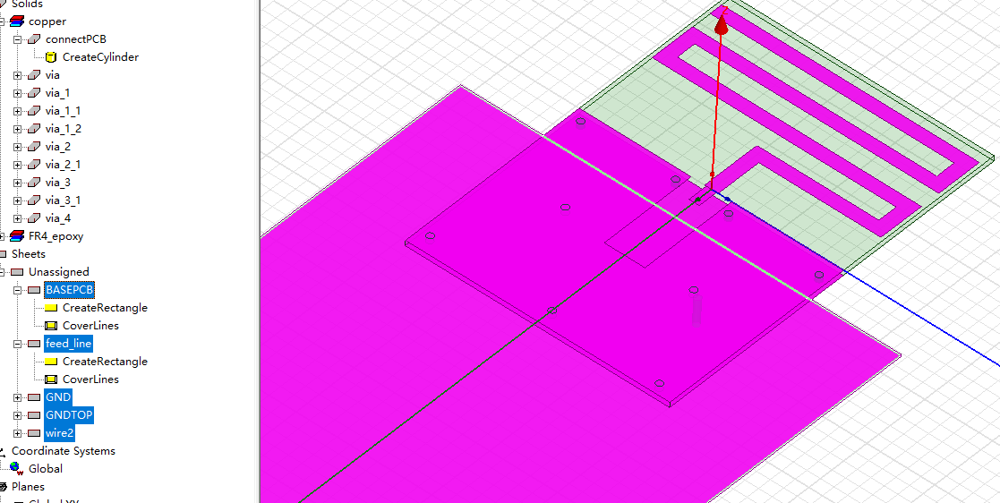 Solids
copper
connectPCB
CreateCylinder
via
via_1
via_1_1
via_1_2
via_2
via_2_1
via_3
via_3_1
via_4
FR4_epoxy
Sheets
Unassigned
BASEPCB
CreateRectangle
CoverLines
feed_line
CreateRectangle
CoverLines
GND
GNDTOP
wire2
Coordinate Systems
Global
Planes